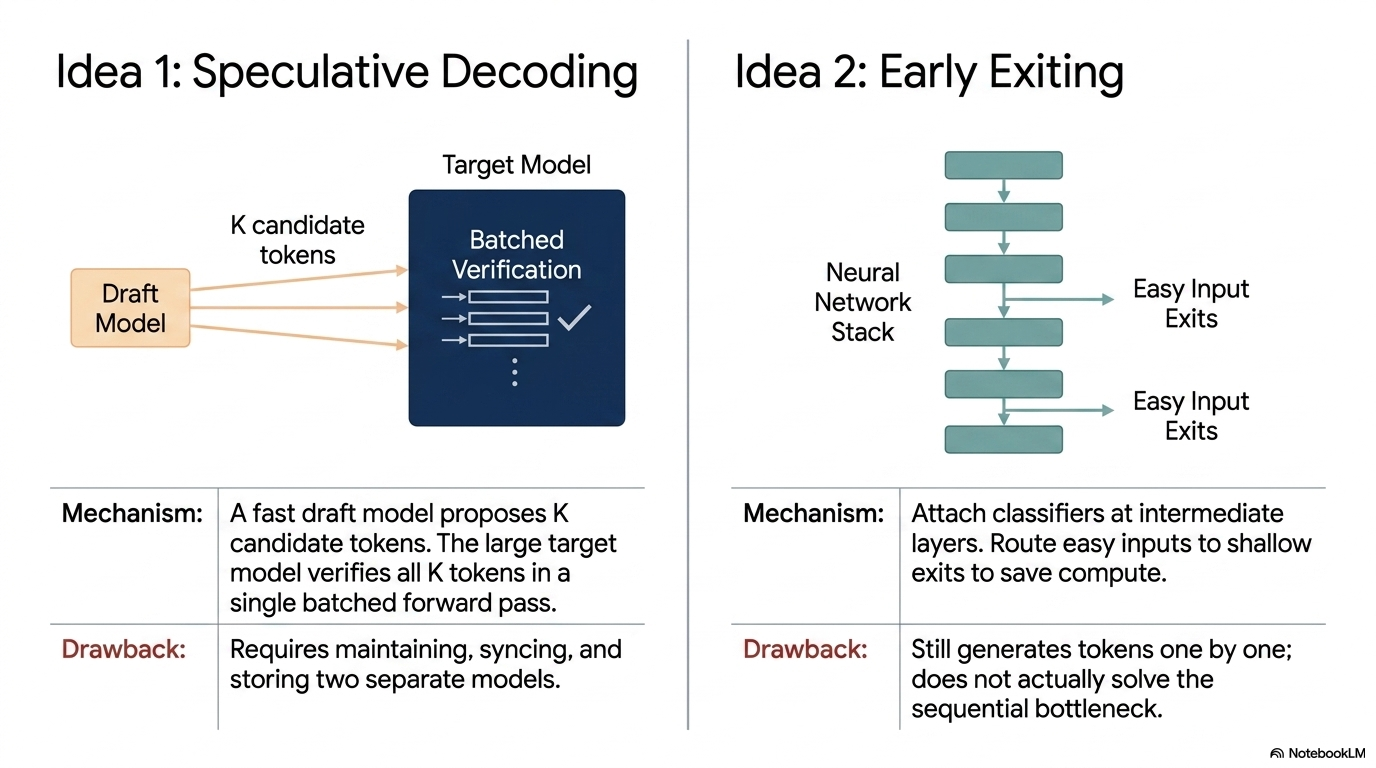 Idea 1: Speculative Decoding
Target Model
K candidate
tokens
Draft
Model
Batched
Verification
Mechanism:
A fast draft model proposes K
candidate tokens. The large target
model verifies all K tokens in a
single batched forward pass.
Drawback:
Requires maintaining, syncing, and
storing two separate models.
Idea 2: Early Exiting
Neural
Network
Stack
Easy Input
Exits
Easy Input
Exits
Mechanism:
Attach classifiers at intermediate
layers. Route easy inputs to shallow
exits to save compute.
Drawback:
Still generates tokens one by one;
does not actually solve the
sequential bottleneck.
NotebookLM